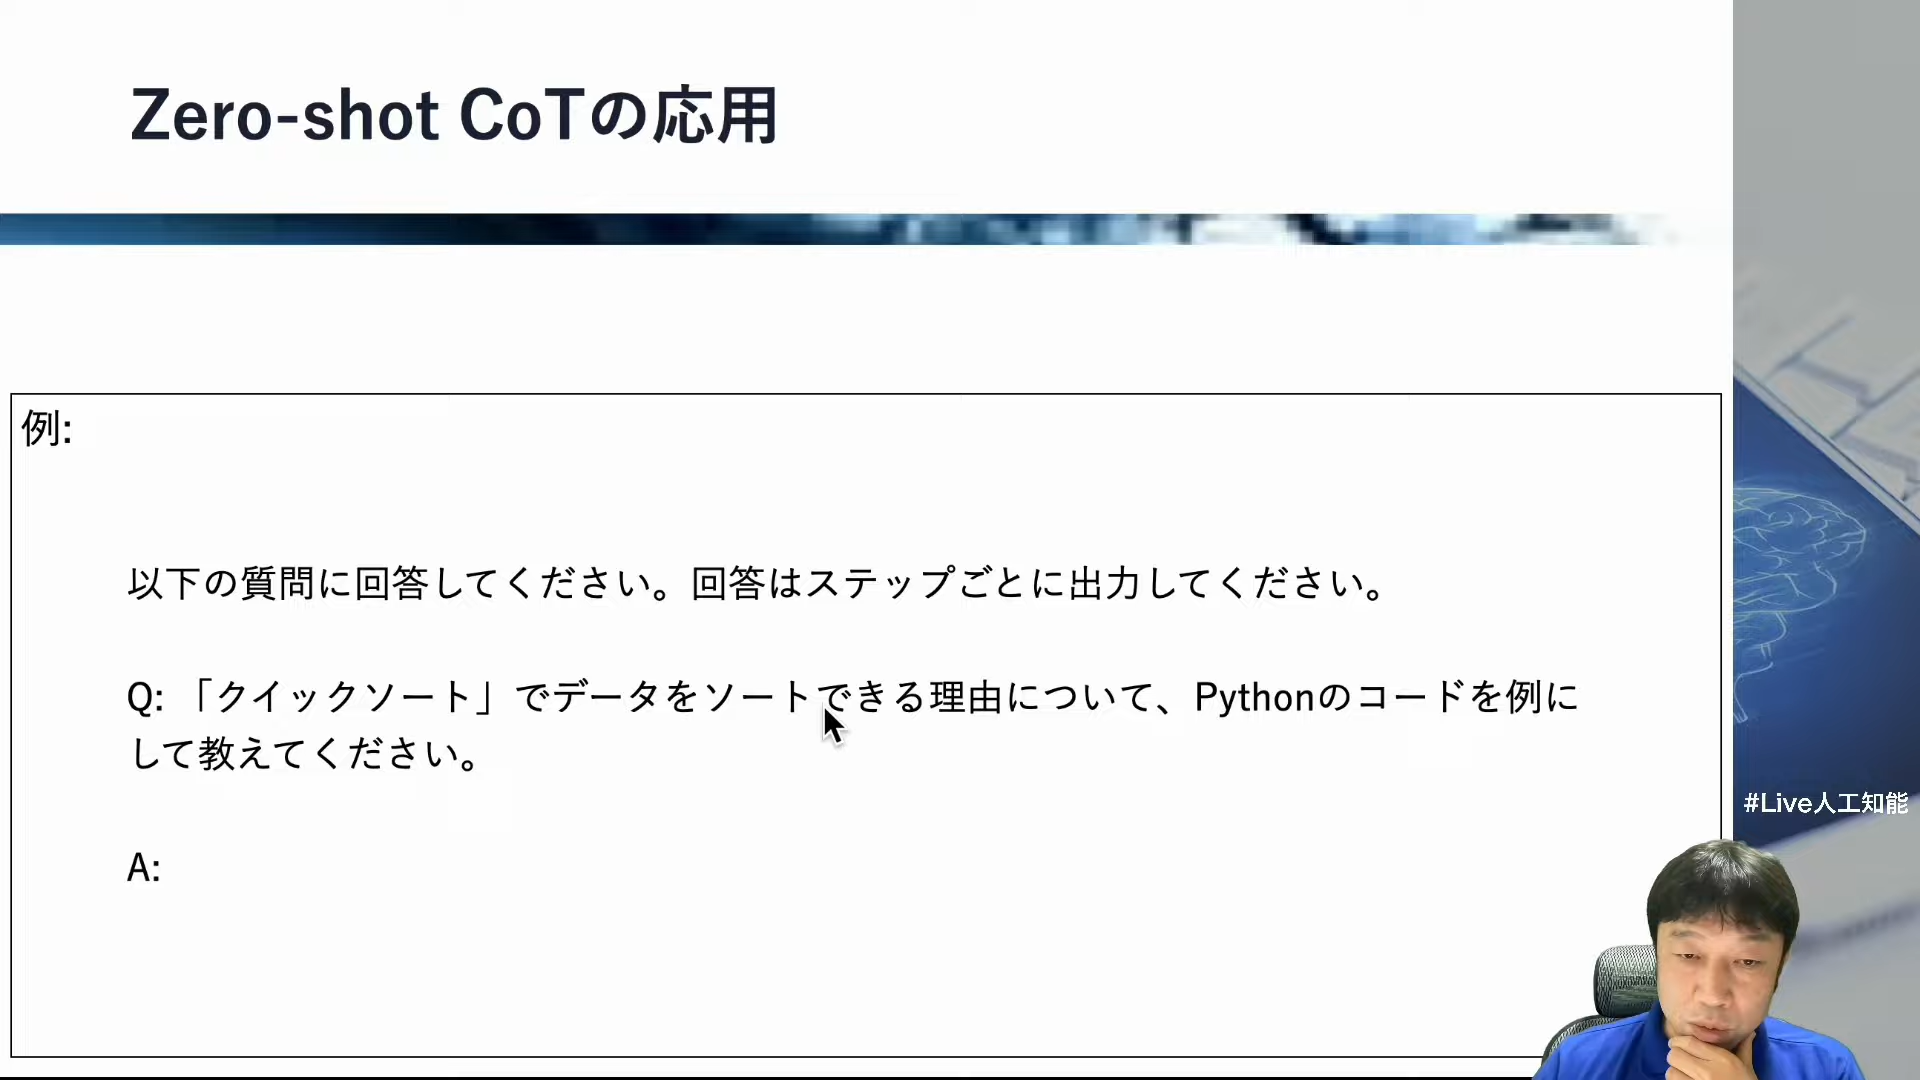 Zero-shot CoTの応用
例:
以下の質問に回答してください。回答はステップごとに出力してください。
Q: 「クイックソート」でデータをソートできる理由について、Pythonのコードを例に
して教えてください。
A:
#Live人工知能